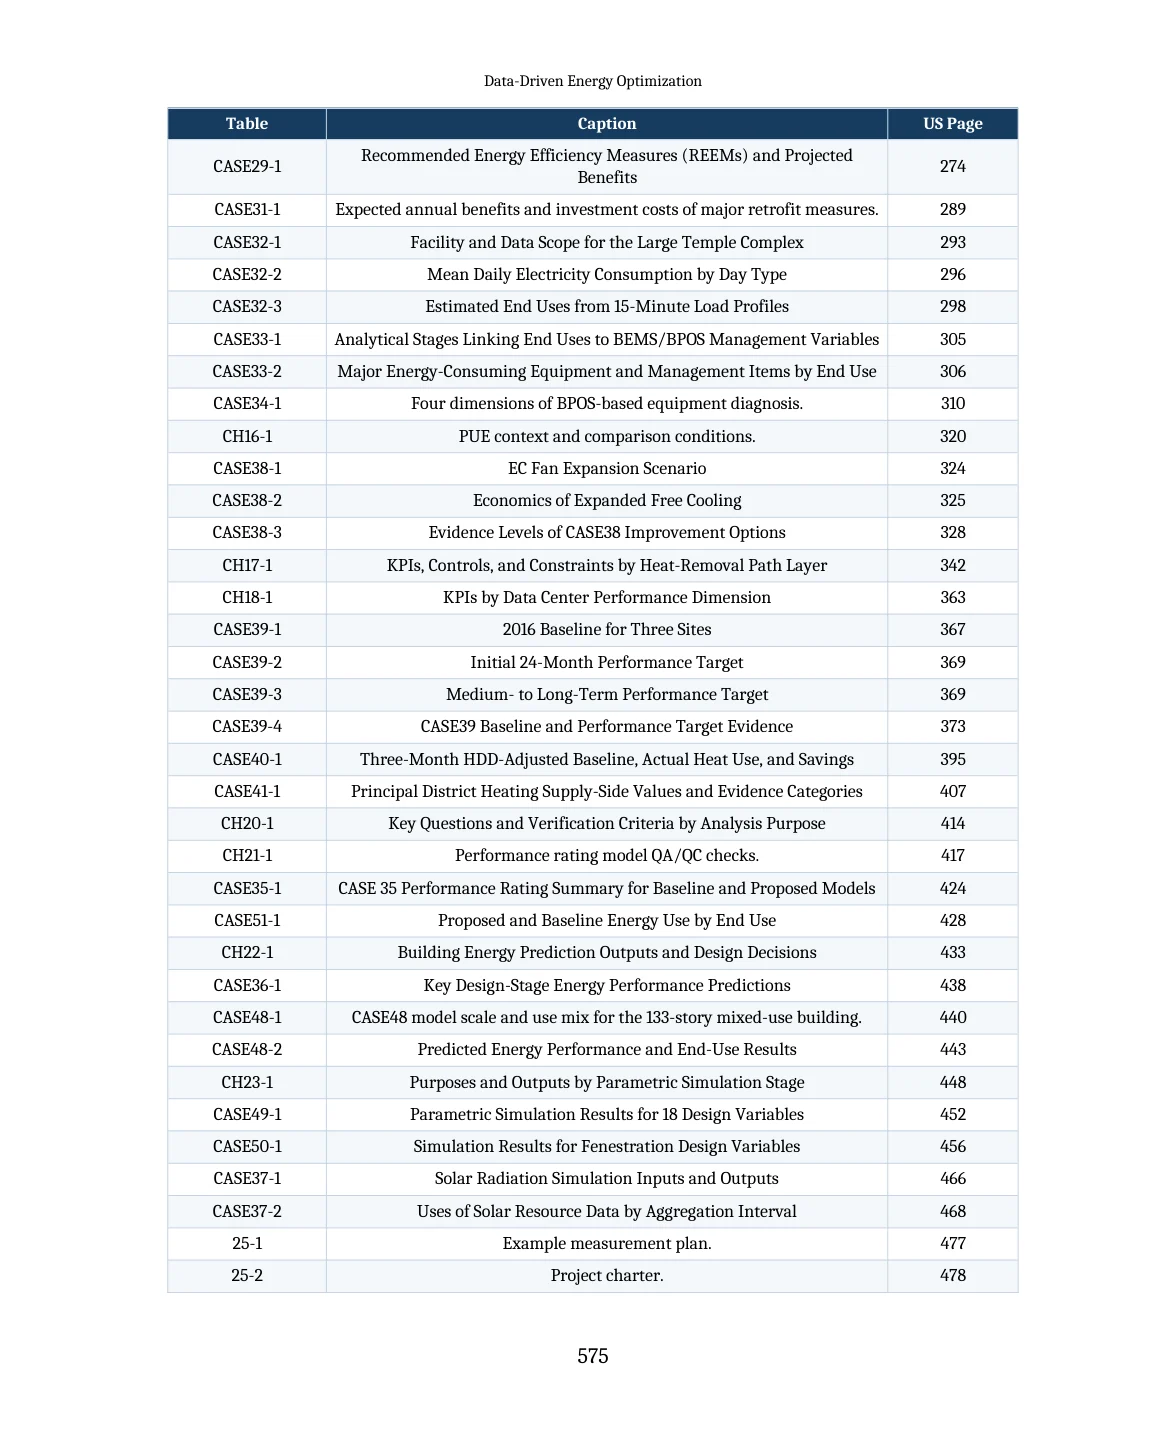 Data-Driven Energy Optimization
Table Caption US Page
CASE29-1 Recommended Energy Efficiency Measures (REEMs) and Projected Benefits 274
CASE31-1 Expected annual benefits and investment costs of major retrofit measures. 289
CASE32-1 Facility and Data Scope for the Large Temple Complex 293
CASE32-2 Mean Daily Electricity Consumption by Day Type 296
CASE32-3 Estimated End Uses from 15-Minute Load Profiles 298
CASE33-1 Analytical Stages Linking End Uses to BEMS/BPOS Management Variables 305
CASE33-2 Major Energy-Consuming Equipment and Management Items by End Use 306
CASE34-1 Four dimensions of BPOS-based equipment diagnosis. 310
CH16-1 PUE context and comparison conditions. 320
CASE38-1 EC Fan Expansion Scenario 324
CASE38-2 Economics of Expanded Free Cooling 325
CASE38-3 Evidence Levels of CASE38 Improvement Options 328
CH17-1 KPIs, Controls, and Constraints by Heat-Removal Path Layer 342
CH18-1 KPIs by Data Center Performance Dimension 363
CASE39-1 2016 Baseline for Three Sites 367
CASE39-2 Initial 24-Month Performance Target 369
CASE39-3 Medium- to Long-Term Performance Target 369
CASE39-4 CASE39 Baseline and Performance Target Evidence 373
CASE40-1 Three-Month HDD-Adjusted Baseline, Actual Heat Use, and Savings 395
CASE41-1 Principal District Heating Supply-Side Values and Evidence Categories 407
CH20-1 Key Questions and Verification Criteria by Analysis Purpose 414
CH21-1 Performance rating model QA/QC checks. 417
CASE35-1 CASE 35 Performance Rating Summary for Baseline and Proposed Models 424
CASE51-1 Proposed and Baseline Energy Use by End Use 428
CH22-1 Building Energy Prediction Outputs and Design Decisions 433
CASE36-1 Key Design-Stage Energy Performance Predictions 438
CASE48-1 CASE48 model scale and use mix for the 133-story mixed-use building. 440
CASE48-2 Predicted Energy Performance and End-Use Results 443
CH23-1 Purposes and Outputs by Parametric Simulation Stage 448
CASE49-1 Parametric Simulation Results for 18 Design Variables 452
CASE50-1 Simulation Results for Fenestration Design Variables 456
CASE37-1 Solar Radiation Simulation Inputs and Outputs 466
CASE37-2 Uses of Solar Resource Data by Aggregation Interval 468
25-1 Example measurement plan. 477
25-2 Project charter. 478
575